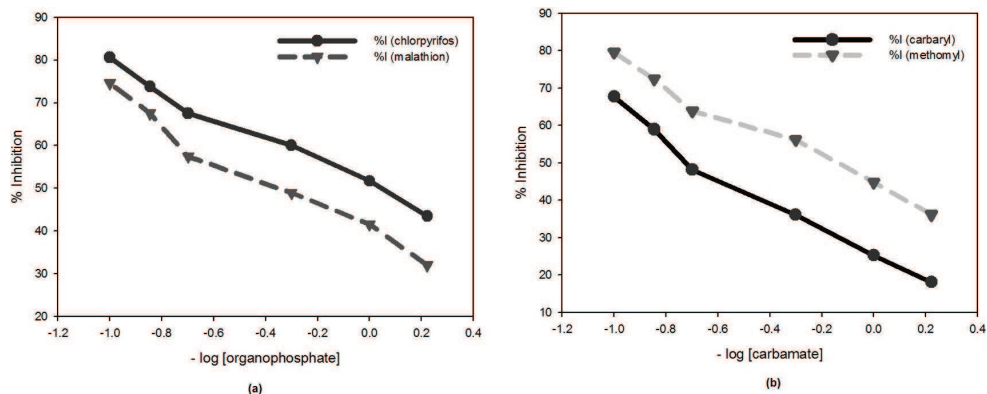 90
80
70
60
50
40
30
20
% Inhibition
%I (chlorpyrifos)
%I (malathion)
-1.2 -1.0 -0.8 -0.6 -0.4 -0.2 0.0 0.2 0.4
- log [organophosphate]
(a)
90
80
70
60
50
40
30
20
10
% Inhibition
%I (carbaryl)
%I (methomyl)
-1.2 -1.0 -0.8 -0.6 -0.4 -0.2 0.0 0.2 0.4
- log [carbamate]
(b)